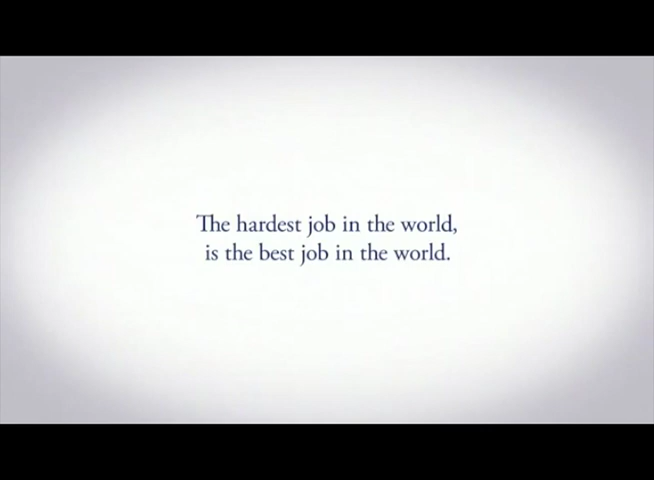 The hardest job in the world,
is the best job in the world.